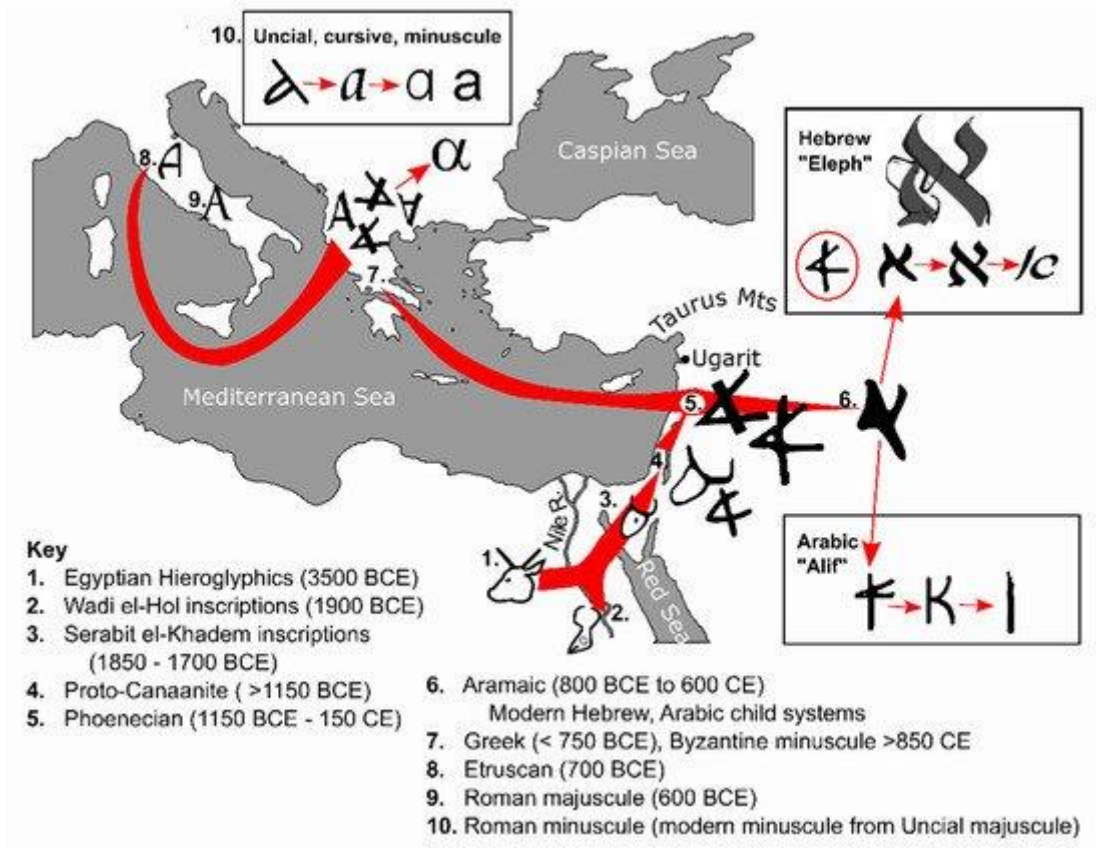 10. Uncial, cursive, minuscule
a a a
Caspian Sea
α
8. A
9. A
A A
7.
Hebrew
"Eleph"
א א
Taurus Mts
Ugarit
Mediterranean Sea
5.
6.
4
3.
Nile R.
1.
2.
Red Sea
Arabic
"Alif"
Key
1. Egyptian Hieroglyphics (3500 BCE)
2. Wadi el-Hol inscriptions (1900 BCE)
3. Serabit el-Khadem inscriptions
(1850 - 1700 BCE)
4. Proto-Canaanite ( >1150 BCE)
5. Phoenecian (1150 BCE - 150 CE)
6. Aramaic (800 BCE to 600 CE)
Modern Hebrew, Arabic child systems
7. Greek (< 750 BCE), Byzantine minuscule >850 CE
8. Etruscan (700 BCE)
9. Roman majuscule (600 BCE)
10. Roman minuscule (modern minuscule from Uncial majuscule)